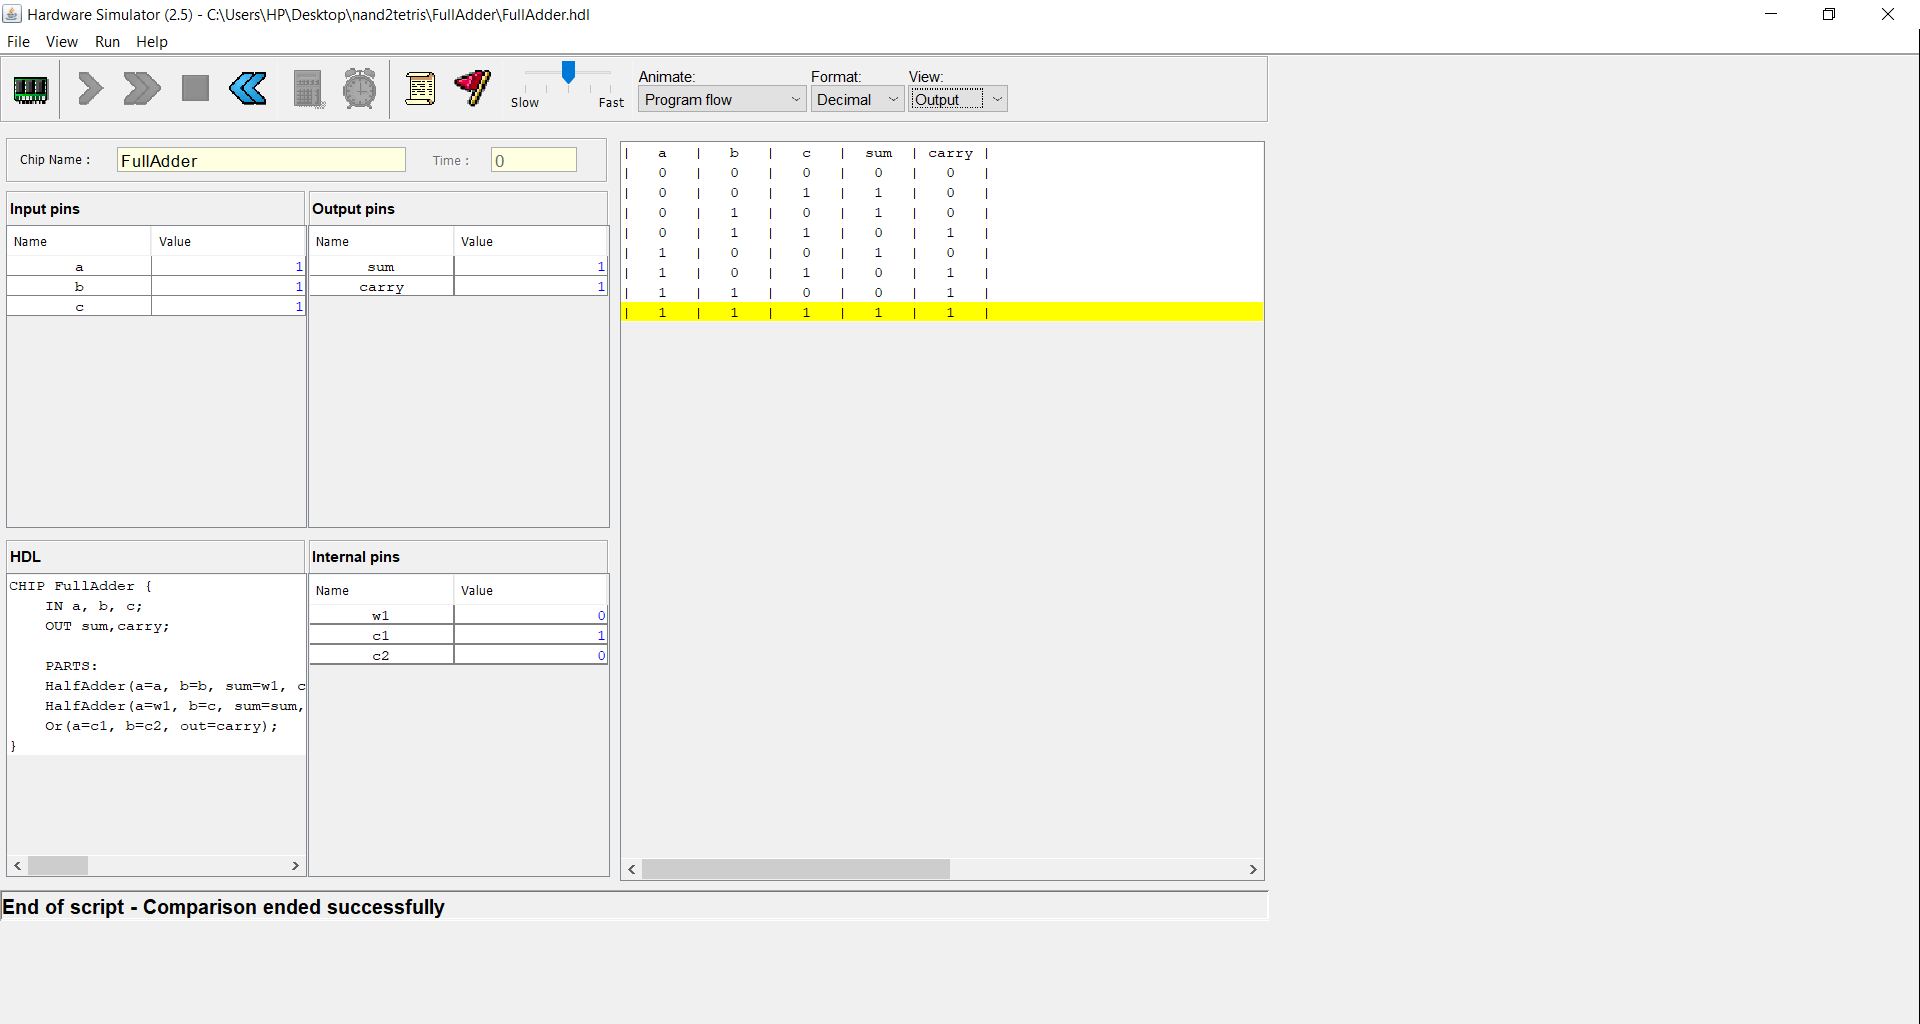 Hardware Simulator (2.5) - C:\Users\HP\Desktop\nand2tetris\FullAdder\FullAdder.hdl
File View Run Help
Slow Fast
Animate: Format: View:
Program flow Decimal Output
Chip Name : FullAdder Time : 0
Input pins
Name Value
a 1
b 1
c 1
Output pins
Name Value
sum 1
carry 1
HDL
CHIP FullAdder {
IN a, b, c;
OUT sum,carry;
PARTS:
HalfAdder(a=a, b=b, sum=w1, c
HalfAdder(a=w1, b=c, sum=sum,
Or(a=c1, b=c2, out=carry);
}
Internal pins
Name Value
w1 0
c1 1
c2 0
| a | b | c | sum | carry |
| 0 | 0 | 0 | 0 | 0 |
| 0 | 0 | 1 | 1 | 0 |
| 0 | 1 | 0 | 1 | 0 |
| 0 | 1 | 1 | 0 | 1 |
| 1 | 0 | 0 | 1 | 0 |
| 1 | 0 | 1 | 0 | 1 |
| 1 | 1 | 0 | 0 | 1 |
| 1 | 1 | 1 | 1 | 1 |
End of script - Comparison ended successfully